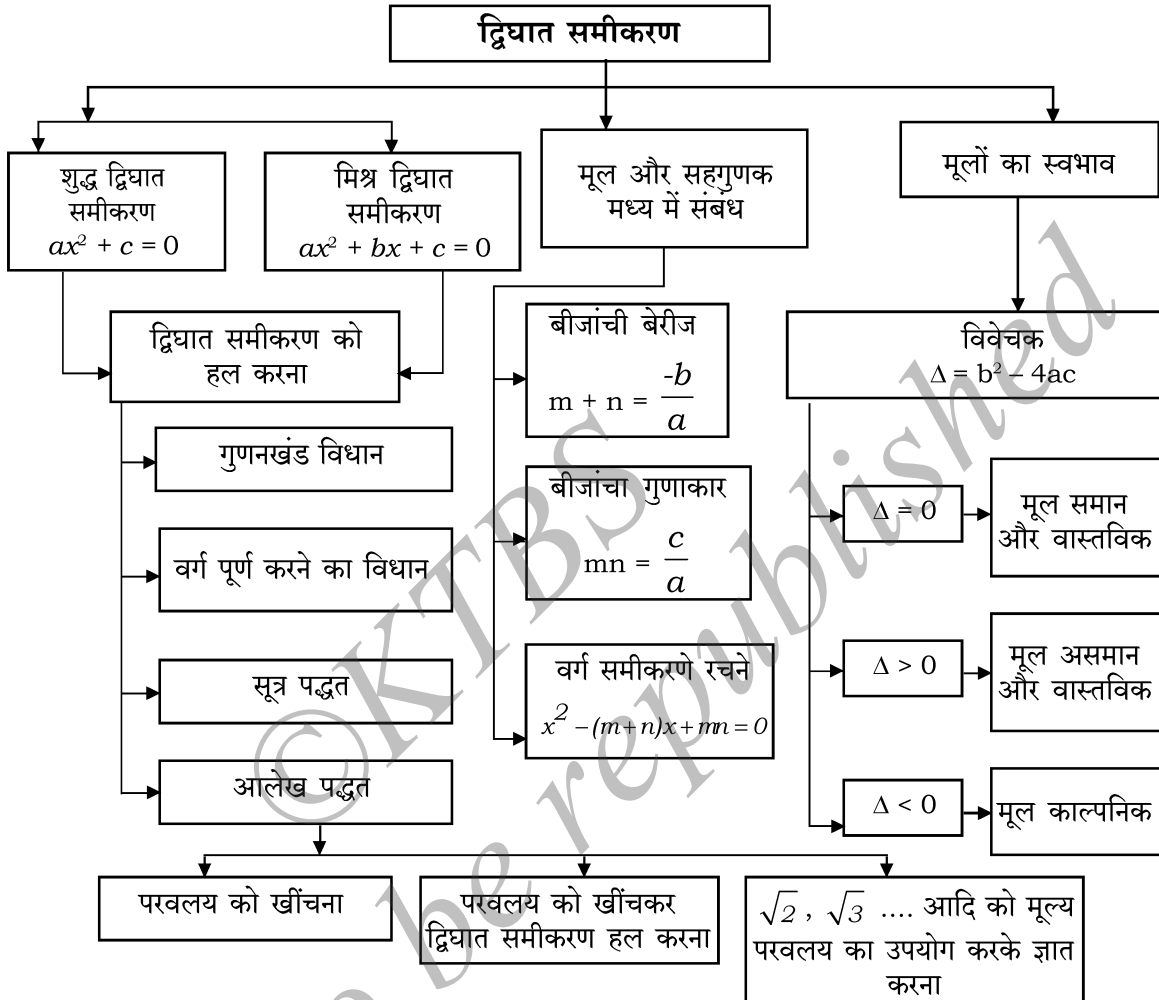 द्विघात समीकरण
शुद्ध द्विघात
समीकरण
ax² + c = 0
मिश्र द्विघात
समीकरण
ax² + bx + c = 0
मूल और सहगुणक
मध्य में संबंध
मूलों का स्वभाव
द्विघात समीकरण को
हल करना
गुणनखंड विधान
वर्ग पूर्ण करने का विधान
सूत्र पद्धत
आलेख पद्धत
बीजांची बेरीज
m + n = -b/a
बीजांचा गुणाकार
mn = c/a
वर्ग समीकरणे रचने
x² –(m+n)x+mn=0
विवेचक
Δ = b² – 4ac
Δ = 0
मूल समान
और वास्तविक
Δ > 0
मूल असमान
और वास्तविक
Δ < 0
मूल काल्पनिक
परवलय को खींचना
परवलय को खींचकर
द्विघात समीकरण हल करना
√2, √3 .... आदि को मूल्य
परवलय का उपयोग करके ज्ञात
करना
©KTBS
be republished